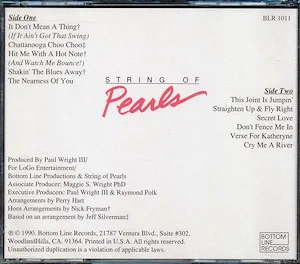 Side One
BLR 1011
It Don't Mean A Thing†
(If It Ain't Got That Swing)
Chattanooga Choo Choo‡
Hit Me With A Hot Note†
(And Watch Me Bounce!)
Shakin' The Blues Away‡
The Nearness Of You
STRING OF
Pearls
Side Two
This Joint Is Jumpin'
Straighten Up & Fly Right
Secret Love
Don't Fence Me In
Verse For Katheryne
Cry Me A River
Produced By Paul Wright III/
For LoGo Entertainment/
Bottom Line Productions & String of Pearls
Associate Producer: Maggie S. Wright PhD
Executive Producers: Paul Wright III & Raymond Polk
Arrangements by Perry Hart
Horn Arrangements by Nick Fryman†
Based on an arrangement by Jeff Silverman‡
℗ © 1990. Bottom Line Records, 21787 Ventura Blvd., Suite #302,
WoodlandHills, CA. 91364. Printed in U.S.A. All rights reserved.
Unauthorized duplication is a violation of applicable laws.
BOTTOM
LINE
RECORDS